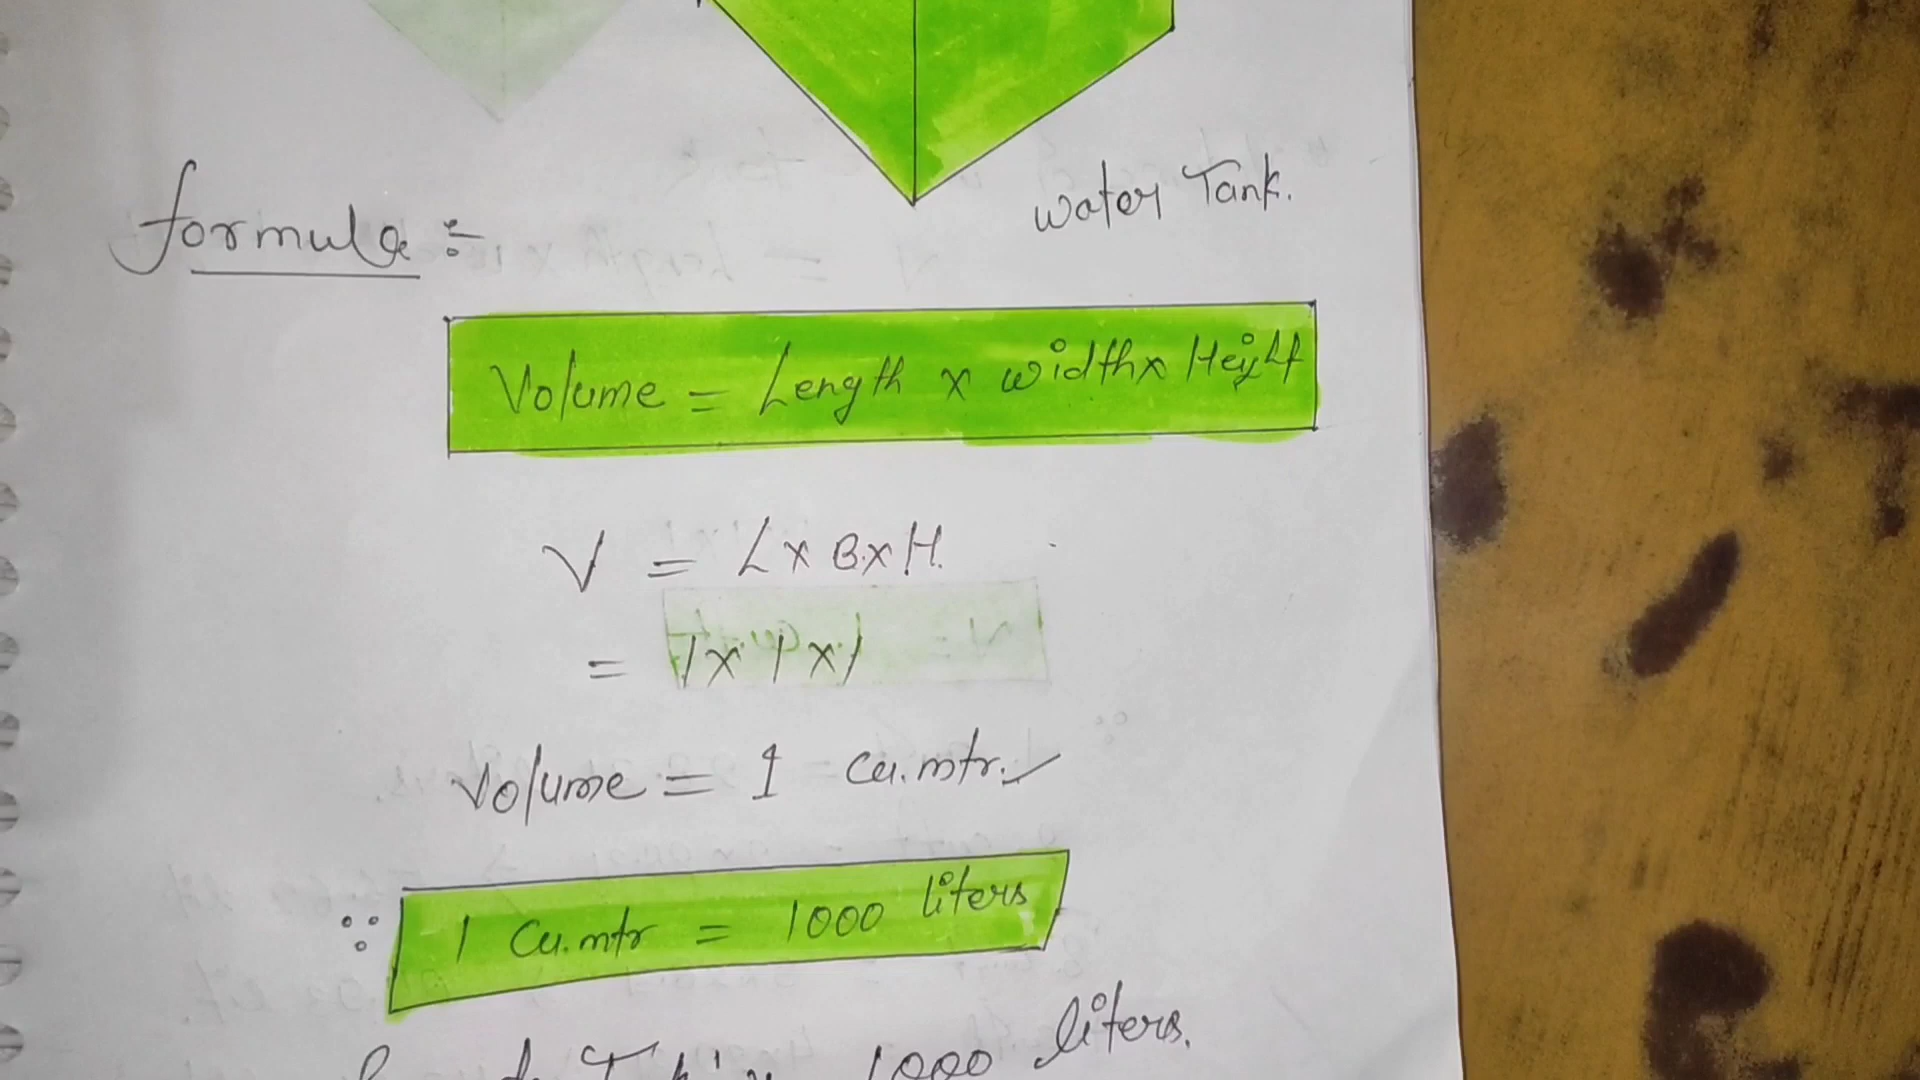 water Tank.
formula :-
Volume = Length x width x Height
V = L x B x H.
= 1 x 1 x 1
Volume = 1 cu.mtr.
∵ 1 Cu.mtr = 1000 liters
1000 liters.